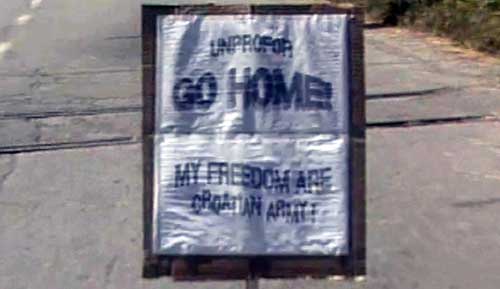 UNPROFOR
GO HOME!
MY FREEDOM ARE
CROATIAN ARMY!